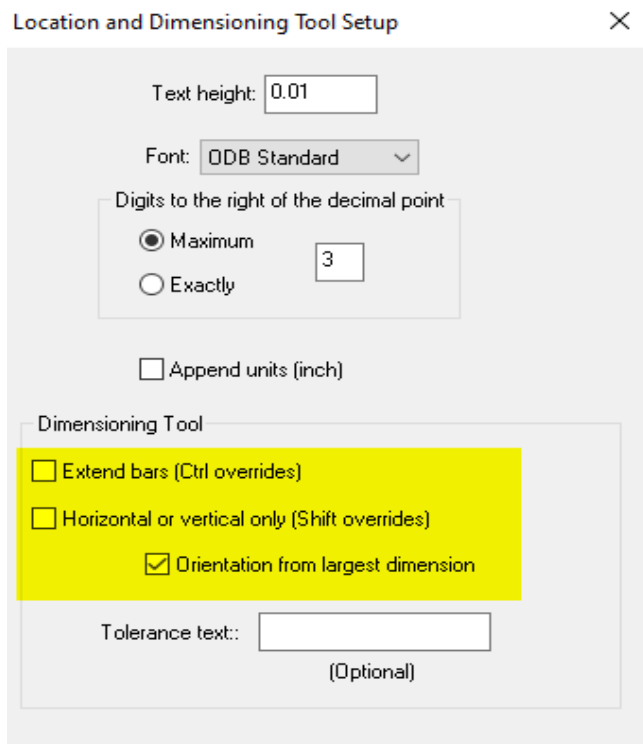 Location and Dimensioning Tool Setup
Text height: 0.01
Font: ODB Standard
Digits to the right of the decimal point
Maximum
3
Exactly
Append units (inch)
Dimensioning Tool
Extend bars (Ctrl overrides)
Horizontal or vertical only (Shift overrides)
Orientation from largest dimension
Tolerance text::
(Optional)